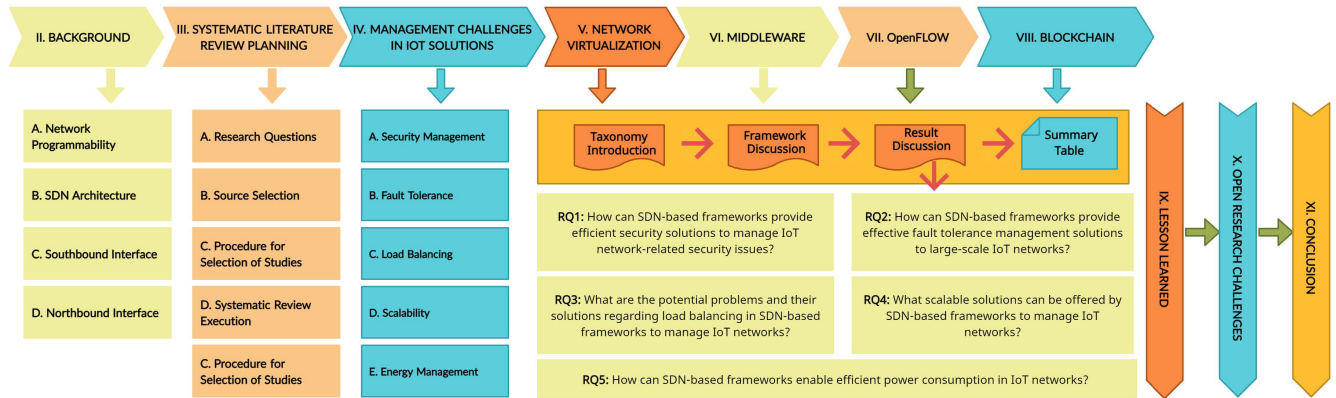 II. BACKGROUND
III. SYSTEMATIC LITERATURE
REVIEW PLANNING
IV. MANAGEMENT CHALLENGES
IN IOT SOLUTIONS
V. NETWORK
VIRTUALIZATION
VI. MIDDLEWARE
VII. OpenFLOW
VIII. BLOCKCHAIN
A. Network
Programmability
B. SDN Architecture
C. Southbound Interface
D. Northbound Interface
A. Research Questions
B. Source Selection
C. Procedure for
Selection of Studies
D. Systematic Review
Execution
C. Procedure for
Selection of Studies
A. Security Management
B. Fault Tolerance
C. Load Balancing
D. Scalability
E. Energy Management
Taxonomy
Introduction
Framework
Discussion
Result
Discussion
Summary
Table
RQ1: How can SDN-based frameworks provide
efficient security solutions to manage IoT
network-related security issues?
RQ2: How can SDN-based frameworks provide
effective fault tolerance management solutions
to large-scale IoT networks?
RQ3: What are the potential problems and their
solutions regarding load balancing in SDN-based
frameworks to manage IoT networks?
RQ4: What scalable solutions can be offered by
SDN-based frameworks to manage IoT
networks?
RQ5: How can SDN-based frameworks enable efficient power consumption in IoT networks?
IX. LESSON LEARNED
X. OPEN RESEARCH CHALLENGES
XI. CONCLUSION